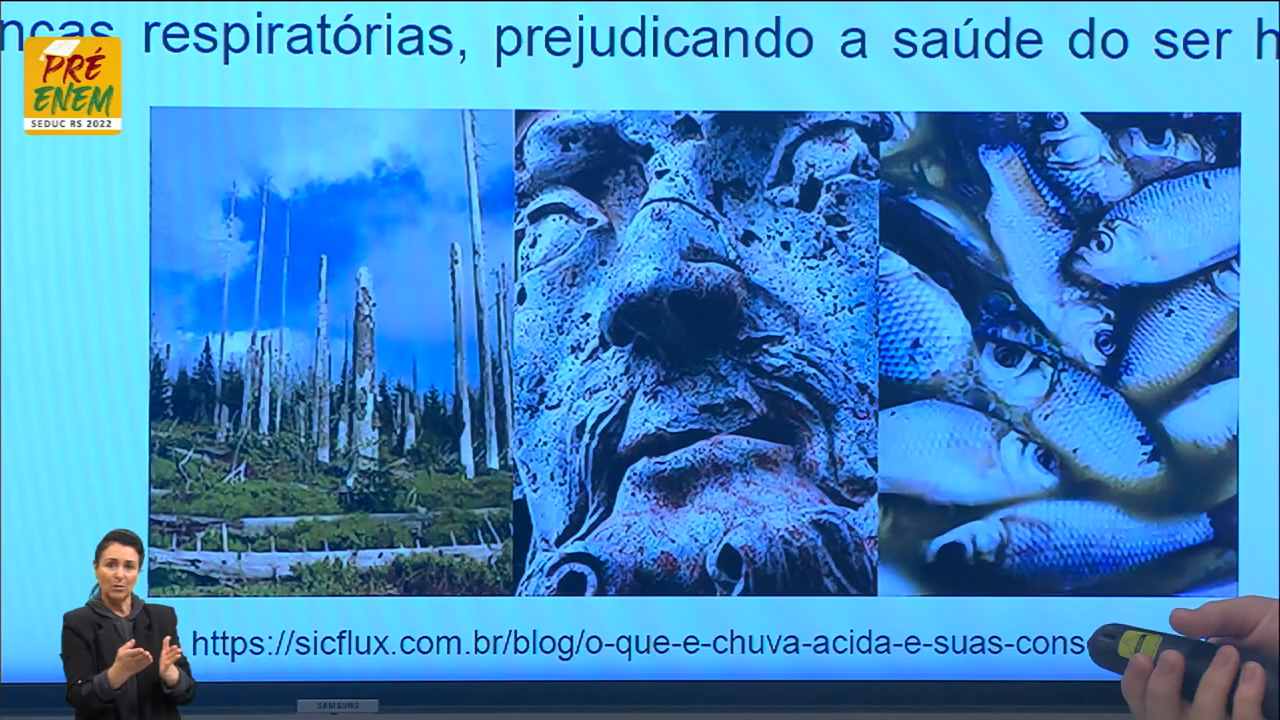 respiratórias, prejudicando a saúde do ser
PRÉ
ENEM
SEDUC RS 2022
https://sicflux.com.br/blog/o-que-e-chuva-acida-e-suas-cons
SAMSUNG